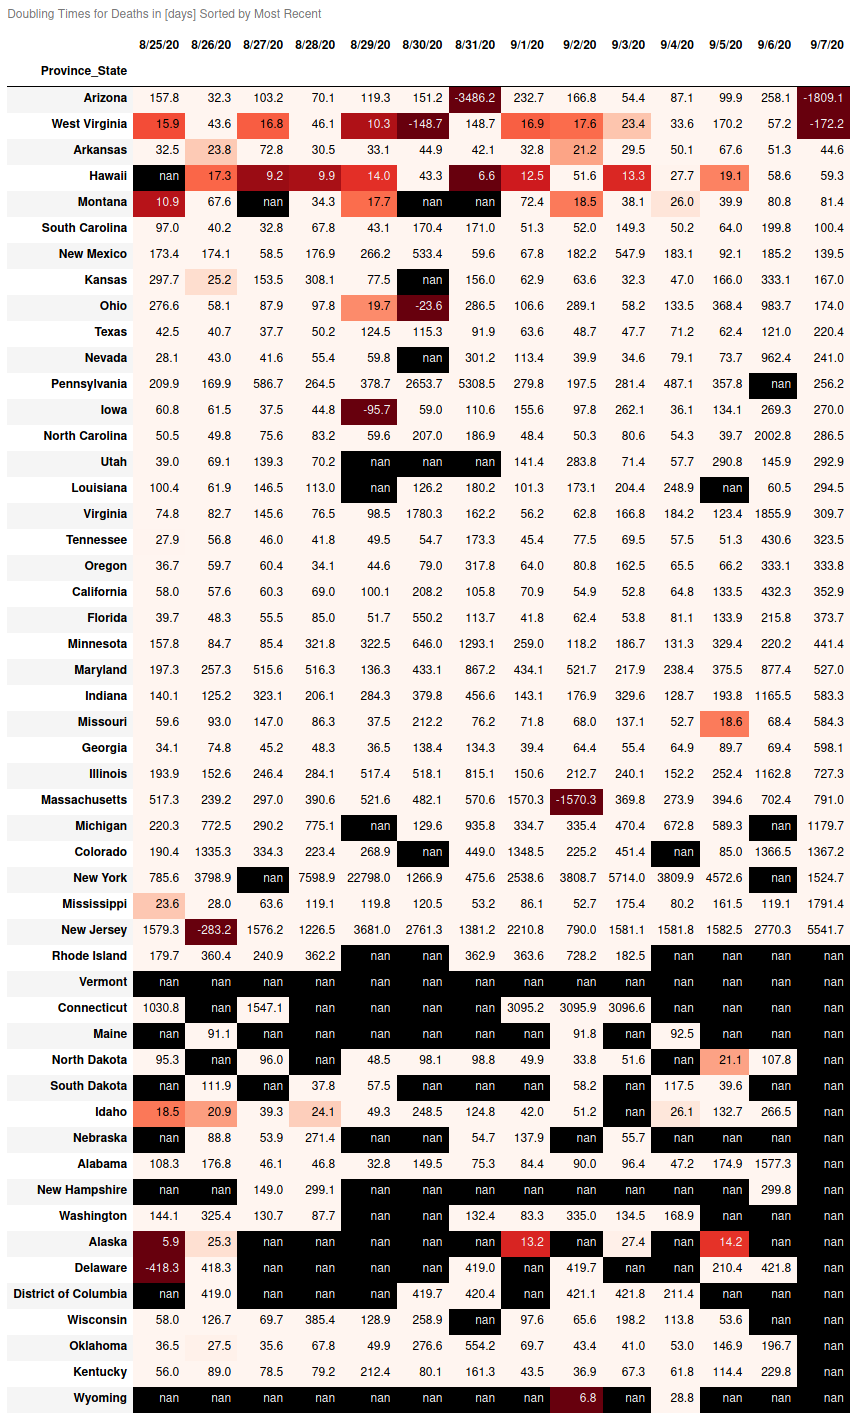 Doubling Times for Deaths in [days] Sorted by Most Recent
8/25/20 8/26/20 8/27/20 8/28/20 8/29/20 8/30/20 8/31/20 9/1/20 9/2/20 9/3/20 9/4/20 9/5/20 9/6/20 9/7/20
Province_State
Arizona 157.8 32.3 103.2 70.1 119.3 151.2 -3486.2 232.7 166.8 54.4 87.1 99.9 258.1 -1809.1
West Virginia 15.9 43.6 16.8 46.1 10.3 -148.7 148.7 16.9 17.6 23.4 33.6 170.2 57.2 -172.2
Arkansas 32.5 23.8 72.8 30.5 33.1 44.9 42.1 32.8 21.2 29.5 50.1 67.6 51.3 44.6
Hawaii nan 17.3 9.2 9.9 14.0 43.3 6.6 12.5 51.6 13.3 27.7 19.1 58.6 59.3
Montana 10.9 67.6 nan 34.3 17.7 nan nan 72.4 18.5 38.1 26.0 39.9 80.8 81.4
South Carolina 97.0 40.2 32.8 67.8 43.1 170.4 171.0 51.3 52.0 149.3 50.2 64.0 199.8 100.4
New Mexico 173.4 174.1 58.5 176.9 266.2 533.4 59.6 67.8 182.2 547.9 183.1 92.1 185.2 139.5
Kansas 297.7 25.2 153.5 308.1 77.5 nan 156.0 62.9 63.6 32.3 47.0 166.0 333.1 167.0
Ohio 276.6 58.1 87.9 97.8 19.7 -23.6 286.5 106.6 289.1 58.2 133.5 368.4 983.7 174.0
Texas 42.5 40.7 37.7 50.2 124.5 115.3 91.9 63.6 48.7 47.7 71.2 62.4 121.0 220.4
Nevada 28.1 43.0 41.6 55.4 59.8 nan 301.2 113.4 39.9 34.6 79.1 73.7 962.4 241.0
Pennsylvania 209.9 169.9 586.7 264.5 378.7 2653.7 5308.5 279.8 197.5 281.4 487.1 357.8 nan 256.2
Iowa 60.8 61.5 37.5 44.8 -95.7 59.0 110.6 155.6 97.8 262.1 36.1 134.1 269.3 270.0
North Carolina 50.5 49.8 75.6 83.2 59.6 207.0 186.9 48.4 50.3 80.6 54.3 39.7 2002.8 286.5
Utah 39.0 69.1 139.3 70.2 nan nan nan 141.4 283.8 71.4 57.7 290.8 145.9 292.9
Louisiana 100.4 61.9 146.5 113.0 nan 126.2 180.2 101.3 173.1 204.4 248.9 nan 60.5 294.5
Virginia 74.8 82.7 145.6 76.5 98.5 1780.3 162.2 56.2 62.8 166.8 184.2 123.4 1855.9 309.7
Tennessee 27.9 56.8 46.0 41.8 49.5 54.7 173.3 45.4 77.5 69.5 57.5 51.3 430.6 323.5
Oregon 36.7 59.7 60.4 34.1 44.6 79.0 317.8 64.0 80.8 162.5 65.5 66.2 333.1 333.8
California 58.0 57.6 60.3 69.0 100.1 208.2 105.8 70.9 54.9 52.8 64.8 133.5 432.3 352.9
Florida 39.7 48.3 55.5 85.0 51.7 550.2 113.7 41.8 62.4 53.8 81.1 133.9 215.8 373.7
Minnesota 157.8 84.7 85.4 321.8 322.5 646.0 1293.1 259.0 118.2 186.7 131.3 329.4 220.2 441.4
Maryland 197.3 257.3 515.6 516.3 136.3 433.1 867.2 434.1 521.7 217.9 238.4 375.5 877.4 527.0
Indiana 140.1 125.2 323.1 206.1 284.3 379.8 456.6 143.1 176.9 329.6 128.7 193.8 1165.5 583.3
Missouri 59.6 93.0 147.0 86.3 37.5 212.2 76.2 71.8 68.0 137.1 52.7 18.6 68.4 584.3
Georgia 34.1 74.8 45.2 48.3 36.5 138.4 134.3 39.4 64.4 55.4 64.9 89.7 69.4 598.1
Illinois 193.9 152.6 246.4 284.1 517.4 518.1 815.1 150.6 212.7 240.1 152.2 252.4 1162.8 727.3
Massachusetts 517.3 239.2 297.0 390.6 521.6 482.1 570.6 1570.3 -1570.3 369.8 273.9 394.6 702.4 791.0
Michigan 220.3 772.5 290.2 775.1 nan 129.6 935.8 334.7 335.4 470.4 672.8 589.3 nan 1179.7
Colorado 190.4 1335.3 334.3 223.4 268.9 nan 449.0 1348.5 225.2 451.4 nan 85.0 1366.5 1367.2
New York 785.6 3798.9 nan 7598.9 22798.0 1266.9 475.6 2538.6 3808.7 5714.0 3809.9 4572.6 nan 1524.7
Mississippi 23.6 27.0 63.6 119.1 119.8 120.5 53.2 86.1 52.7 175.4 80.2 161.5 119.1 1791.4
New Jersey 1579.3 -283.2 1576.2 1226.5 3681.0 2761.3 1381.2 2210.8 790.0 1581.1 1581.8 1582.5 2770.3 5541.7
Rhode Island 179.7 360.4 240.9 362.2 nan nan 362.9 363.6 728.2 182.5 nan nan nan nan
Vermont nan nan nan nan nan nan nan nan nan nan nan nan nan nan
Connecticut 1030.8 nan 1547.1 nan nan nan nan 3095.2 3095.9 3096.6 nan nan nan nan
Maine nan 91.1 nan nan nan nan nan nan 91.8 nan 92.5 nan nan nan
North Dakota 95.3 nan 96.0 nan 48.5 98.1 98.8 49.9 33.8 51.6 nan 21.1 107.8 nan
South Dakota nan 111.9 nan 37.8 57.5 nan nan nan 58.2 nan 117.5 39.6 nan nan
Idaho 18.5 20.9 39.3 24.1 49.3 248.5 124.8 42.0 51.2 nan 26.1 132.7 266.5 nan
Nebraska nan 88.8 53.9 271.4 nan nan 54.7 137.9 nan 55.7 nan nan nan nan
Alabama 108.3 176.8 46.1 46.8 32.8 149.5 75.3 84.4 90.0 96.4 47.2 174.9 1577.3 nan
New Hampshire nan nan 149.0 299.1 nan nan nan nan nan nan nan nan 299.8 nan
Washington 144.1 325.4 130.7 87.7 nan nan 132.4 83.3 335.0 134.5 168.9 nan nan nan
Alaska 5.9 25.3 nan nan nan nan nan 13.2 nan 27.4 nan 14.2 nan nan
Delaware -418.3 418.3 nan nan nan nan 419.0 nan 419.7 nan nan 210.4 421.8 nan
District of Columbia nan 419.0 nan nan nan 419.7 420.4 nan 421.1 421.8 211.4 nan nan nan
Wisconsin 58.0 126.7 69.7 385.4 128.9 258.9 nan 97.6 65.6 198.2 113.8 53.6 nan nan
Oklahoma 36.5 27.5 35.6 67.8 49.9 276.6 554.2 69.7 43.4 41.0 53.0 146.9 196.7 nan
Kentucky 56.0 89.0 78.5 79.2 212.4 80.1 161.3 43.5 36.9 67.3 61.8 114.4 229.8 nan
Wyoming nan nan nan nan nan nan nan nan 6.8 nan 28.8 nan nan nan